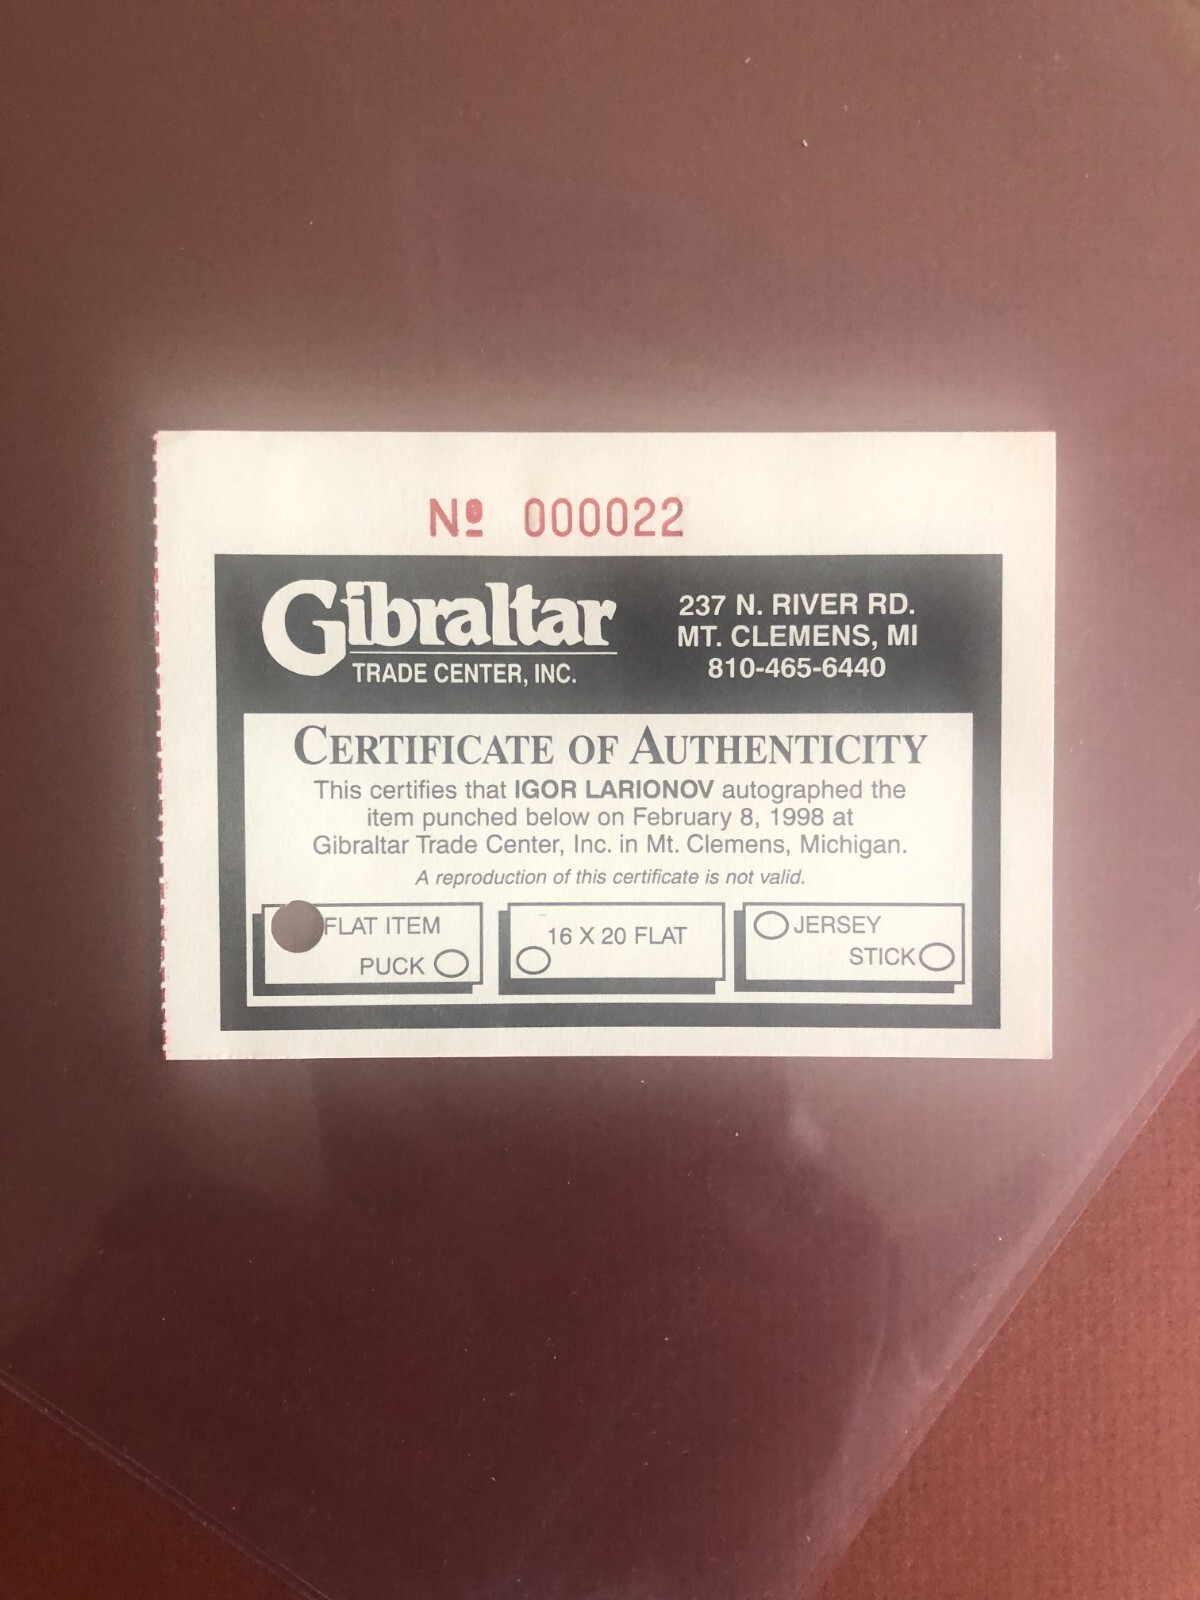 Nº 000022
Gibraltar
TRADE CENTER, INC.
237 N. RIVER RD.
MT. CLEMENS, MI
810-465-6440
CERTIFICATE OF AUTHENTICITY
This certifies that IGOR LARIONOV autographed the
item punched below on February 8, 1998 at
Gibraltar Trade Center, Inc. in Mt. Clemens, Michigan.
A reproduction of this certificate is not valid.
FLAT ITEM
PUCK
16 X 20 FLAT
JERSEY
STICK